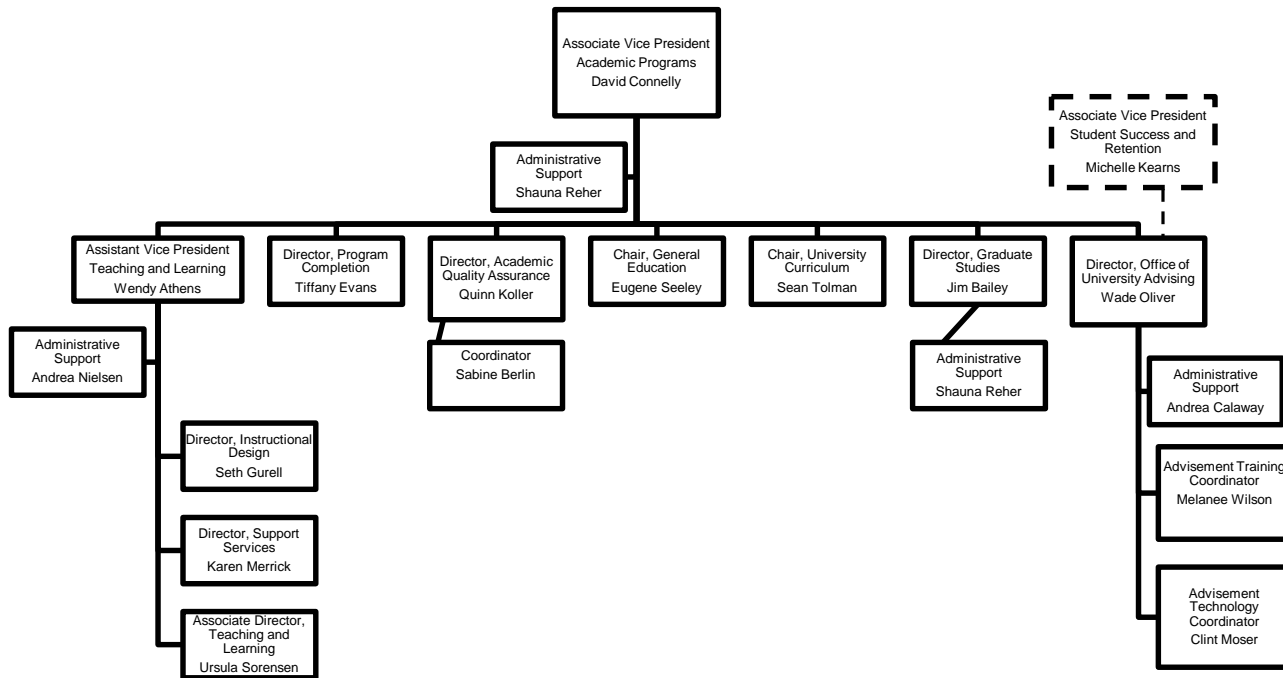 Associate Vice President
Academic Programs
David Connelly
Associate Vice President
Student Success and
Retention
Michelle Kearns
Administrative
Support
Shauna Reher
Assistant Vice President
Teaching and Learning
Wendy Athens
Director, Program
Completion
Tiffany Evans
Director, Academic
Quality Assurance
Quinn Koller
Chair, General
Education
Eugene Seeley
Chair, University
Curriculum
Sean Tolman
Director, Graduate
Studies
Jim Bailey
Director, Office of
University Advising
Wade Oliver
Administrative
Support
Andrea Nielsen
Coordinator
Sabine Berlin
Administrative
Support
Shauna Reher
Administrative
Support
Andrea Calaway
Director, Instructional
Design
Seth Gurell
Advisement Training
Coordinator
Melanee Wilson
Director, Support
Services
Karen Merrick
Advisement
Technology
Coordinator
Clint Moser
Associate Director,
Teaching and
Learning
Ursula Sorensen